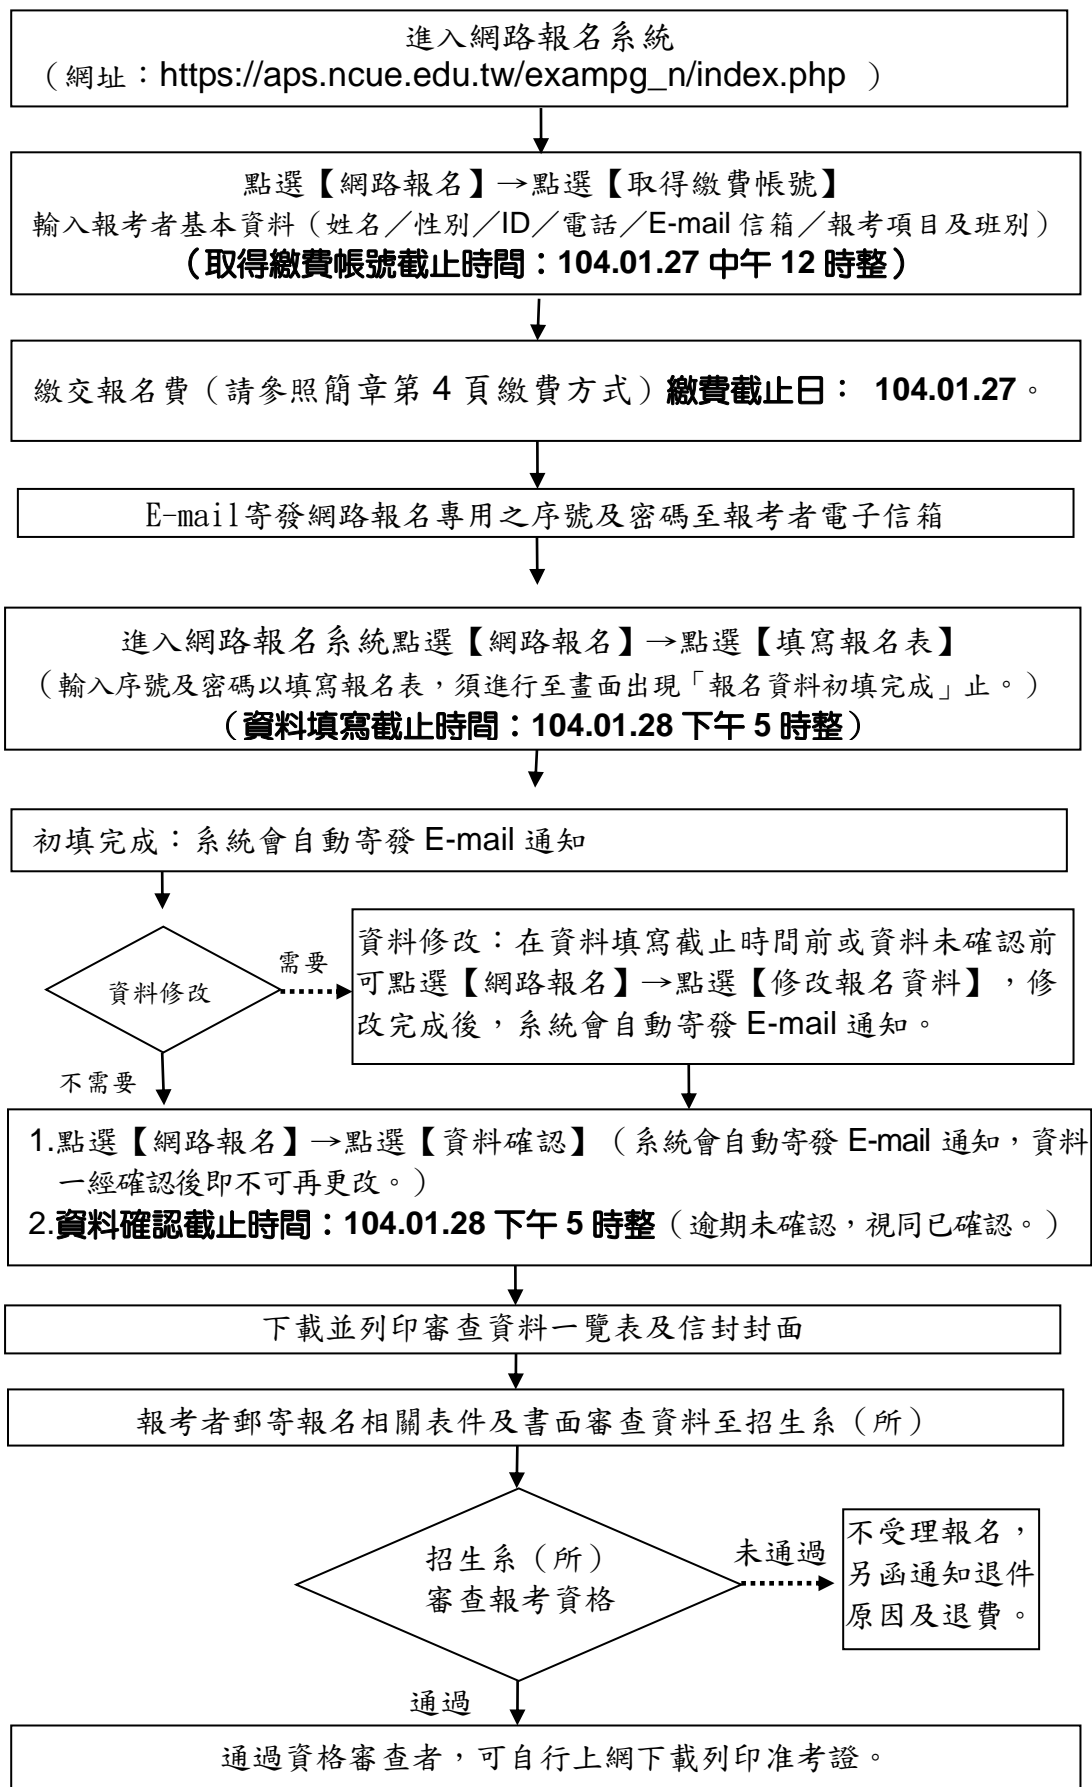 進入網路報名系統
（網址：https://aps.ncue.edu.tw/exampg_n/index.php ）
點選【網路報名】→點選【取得繳費帳號】
輸入報考者基本資料（姓名／性別／ID／電話／E-mail 信箱／報考項目及班別）
（取得繳費帳號截止時間：104.01.27 中午 12 時整）
繳交報名費（請參照簡章第 4 頁繳費方式）繳費截止日： 104.01.27。
E-mail寄發網路報名專用之序號及密碼至報考者電子信箱
進入網路報名系統點選【網路報名】→點選【填寫報名表】
（輸入序號及密碼以填寫報名表，須進行至畫面出現「報名資料初填完成」止。）
（資料填寫截止時間：104.01.28 下午 5 時整）
初填完成：系統會自動寄發 E-mail 通知
資料修改
需要
資料修改：在資料填寫截止時間前或資料未確認前
可點選【網路報名】→點選【修改報名資料】，修
改完成後，系統會自動寄發 E-mail 通知。
不需要
1.點選【網路報名】→點選【資料確認】（系統會自動寄發 E-mail 通知，資料
一經確認後即不可再更改。）
2.資料確認截止時間：104.01.28 下午 5 時整（逾期未確認，視同已確認。）
下載並列印審查資料一覽表及信封封面
報考者郵寄報名相關表件及書面審查資料至招生系（所）
招生系（所）
審查報考資格
未通過
不受理報名，
另函通知退件
原因及退費。
通過
通過資格審查者，可自行上網下載列印准考證。